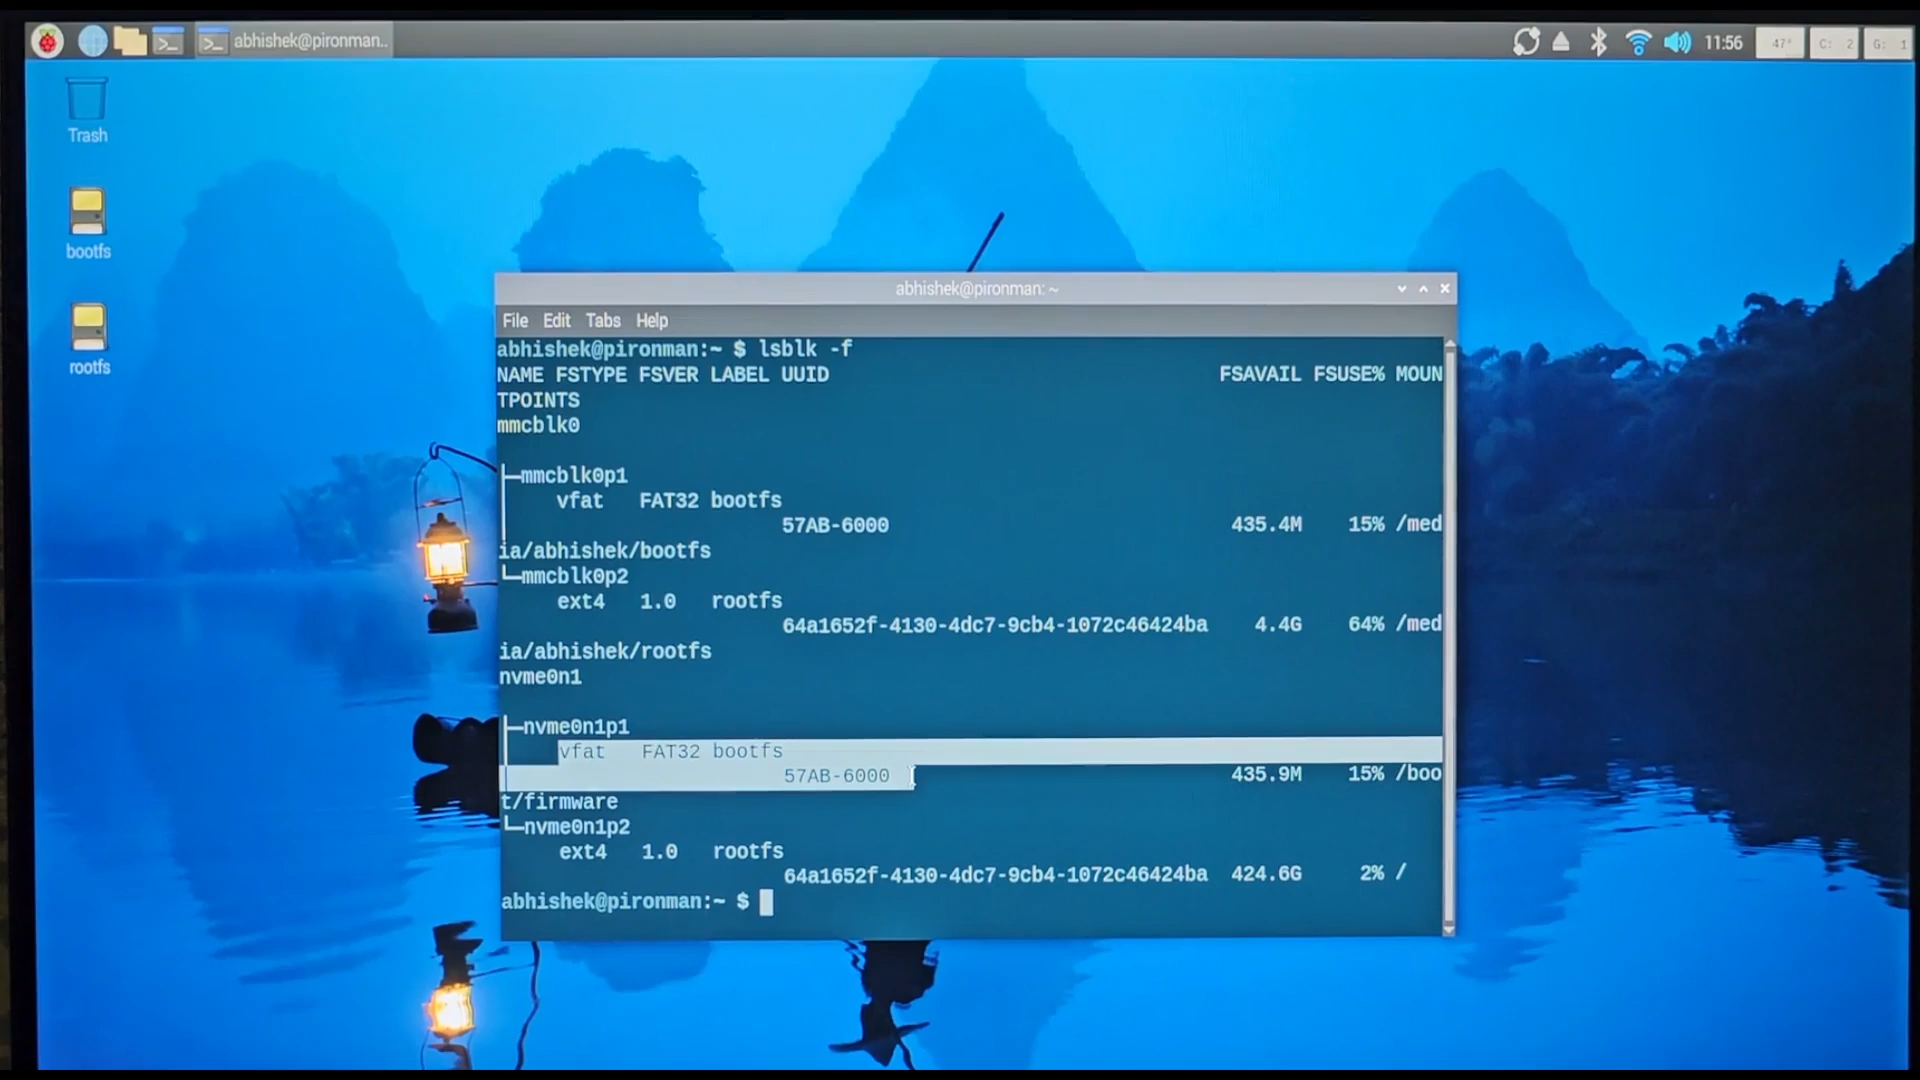 abhishek@pironman..
11:56
47°
C: 2
G: 1
Trash
bootfs
rootfs
abhishek@pironman: ~
File Edit Tabs Help
abhishek@pironman:~ $ lsblk -f
NAME FSTYPE FSVER LABEL UUID FSAVAIL FSUSE% MOUN
TPOINTS
mmcblk0
├─mmcblk0p1
vfat FAT32 bootfs
57AB-6000 435.4M 15% /med
ia/abhishek/bootfs
└─mmcblk0p2
ext4 1.0 rootfs
64a1652f-4130-4dc7-9cb4-1072c46424ba 4.4G 64% /med
ia/abhishek/rootfs
nvme0n1
├─nvme0n1p1
vfat FAT32 bootfs
57AB-6000 435.9M 15% /boo
t/firmware
└─nvme0n1p2
ext4 1.0 rootfs
64a1652f-4130-4dc7-9cb4-1072c46424ba 424.6G 2% /
abhishek@pironman:~ $